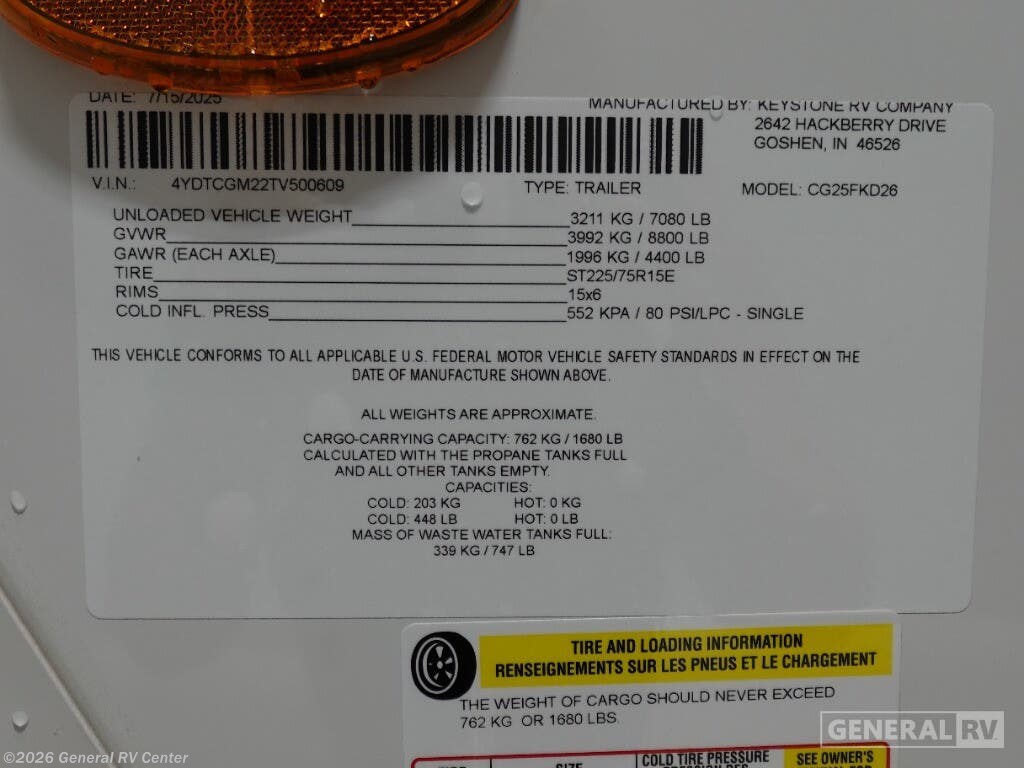 DATE: 7/15/2025
MANUFACTURED BY: KEYSTONE RV COMPANY
2642 HACKBERRY DRIVE
GOSHEN, IN 46526
V.I.N.: 4YDTCGM22TV500609 TYPE: TRAILER MODEL: CG25FKD26
UNLOADED VEHICLE WEIGHT 3211 KG / 7080 LB
GVWR 3992 KG / 8800 LB
GAWR (EACH AXLE) 1996 KG / 4400 LB
TIRE ST225/75R15E
RIMS 15x6
COLD INFL. PRESS 552 KPA / 80 PSI/LPC - SINGLE
THIS VEHICLE CONFORMS TO ALL APPLICABLE U.S. FEDERAL MOTOR VEHICLE SAFETY STANDARDS IN EFFECT ON THE
DATE OF MANUFACTURE SHOWN ABOVE.
ALL WEIGHTS ARE APPROXIMATE.
CARGO-CARRYING CAPACITY: 762 KG / 1680 LB
CALCULATED WITH THE PROPANE TANKS FULL
AND ALL OTHER TANKS EMPTY.
CAPACITIES:
COLD: 203 KG HOT: 0 KG
COLD: 448 LB HOT: 0 LB
MASS OF WASTE WATER TANKS FULL:
339 KG / 747 LB
TIRE AND LOADING INFORMATION
RENSEIGNEMENTS SUR LES PNEUS ET LE CHARGEMENT
THE WEIGHT OF CARGO SHOULD NEVER EXCEED
762 KG OR 1680 LBS.
COLD TIRE PRESSURE SEE OWNER'S
SIZE
GENERAL RV
©2026 General RV Center